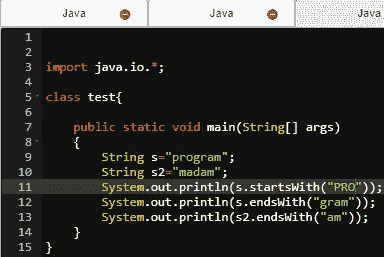 Java Java Java
1
2
3 import java.io.*;
4
5 class test{
6
7 public static void main(String[] args)
8 {
9 String s="program";
10 String s2="madam";
11 System.out.println(s.startsWith("PRO"));
12 System.out.println(s.endsWith("gram"));
13 System.out.println(s2.endsWith("am"));
14 }
15 }